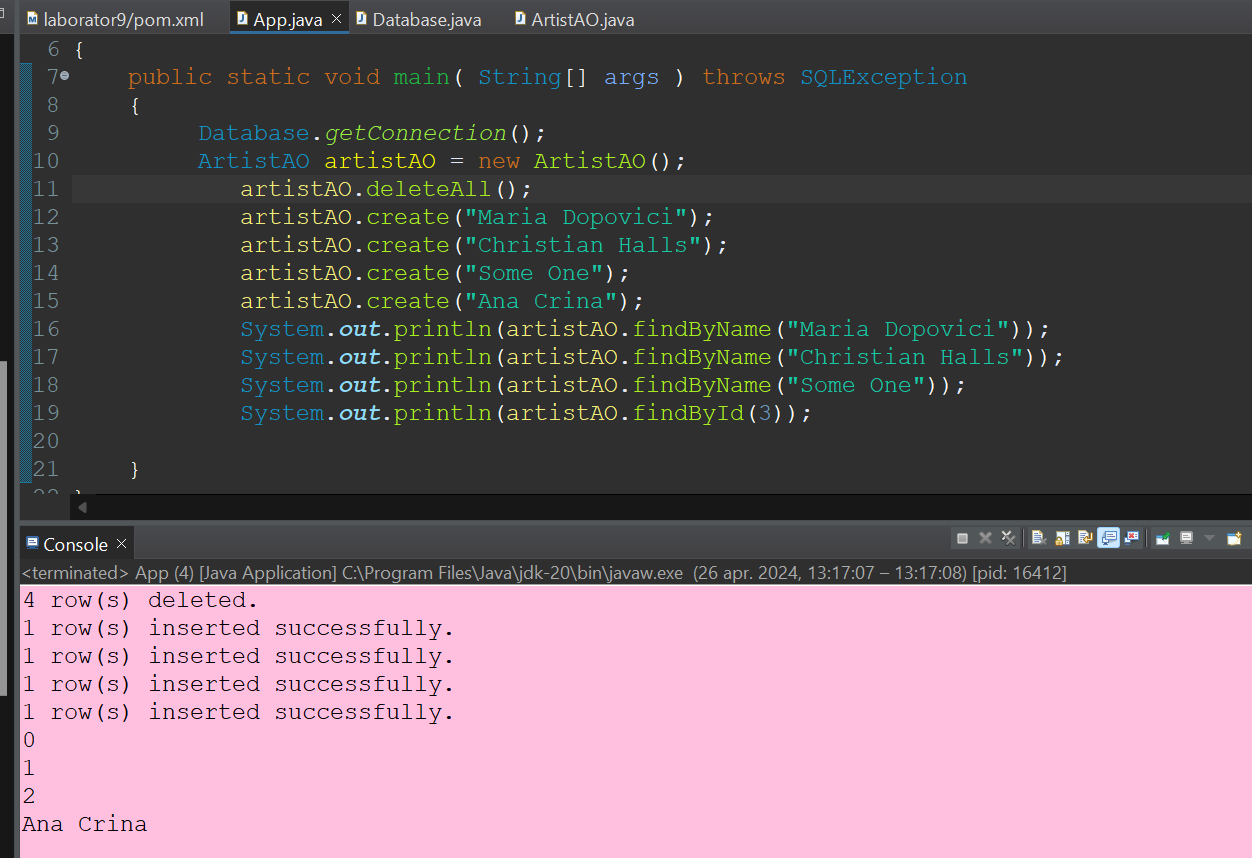 laborator9/pom.xml App.java Database.java ArtistAO.java
6 {
7 public static void main( String[] args ) throws SQLException
8 {
9 Database.getConnection();
10 ArtistAO artistAO = new ArtistAO();
11 artistAO.deleteAll();
12 artistAO.create("Maria Dopovici");
13 artistAO.create("Christian Halls");
14 artistAO.create("Some One");
15 artistAO.create("Ana Crina");
16 System.out.println(artistAO.findByName("Maria Dopovici"));
17 System.out.println(artistAO.findByName("Christian Halls"));
18 System.out.println(artistAO.findByName("Some One"));
19 System.out.println(artistAO.findById(3));
20
21 }
Console
<terminated> App (4) [Java Application] C:\Program Files\Java\jdk-20\bin\javaw.exe (26 apr. 2024, 13:17:07 – 13:17:08) [pid: 16412]
4 row(s) deleted.
1 row(s) inserted successfully.
1 row(s) inserted successfully.
1 row(s) inserted successfully.
1 row(s) inserted successfully.
0
1
2
Ana Crina